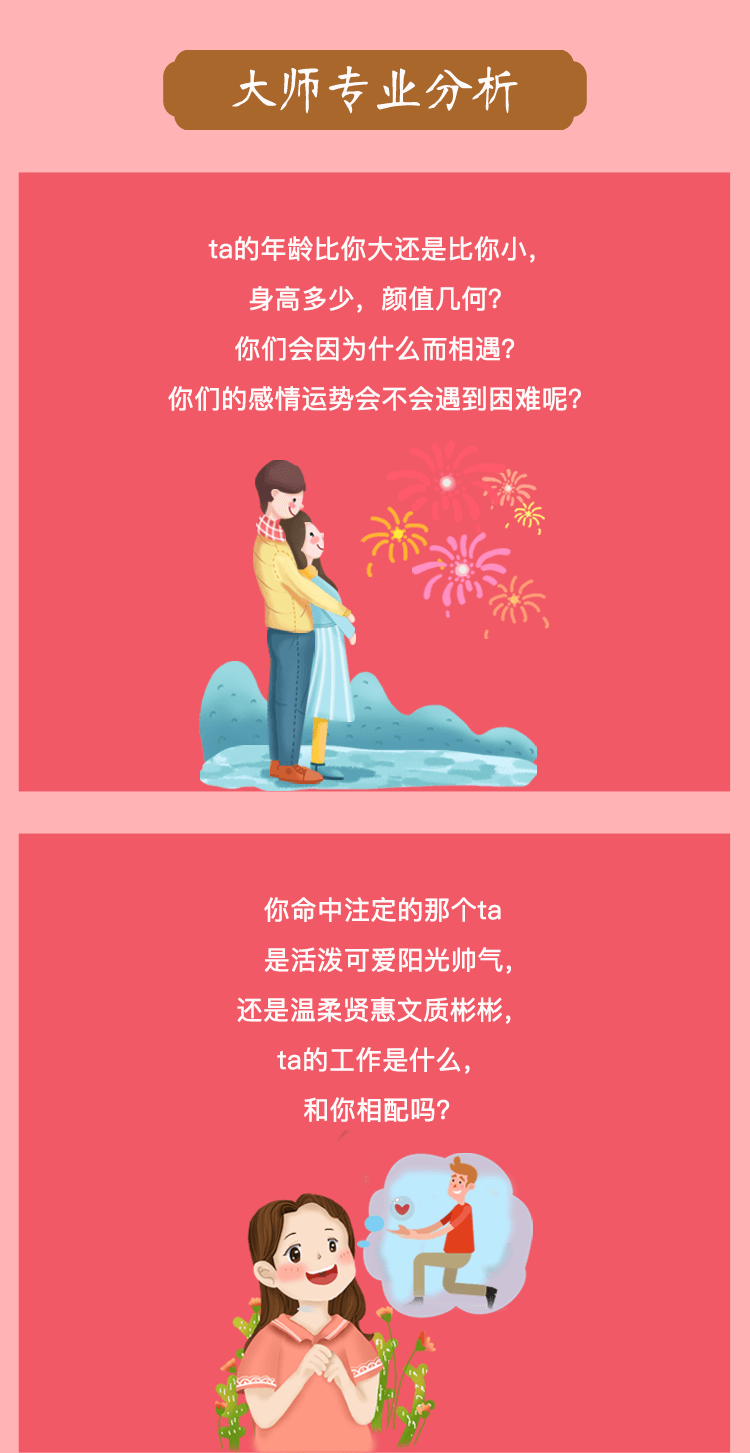 大师专业分析
ta的年龄比你大还是比你小，
身高多少，颜值几何？
你们会因为什么而相遇？
你们的感情运势会不会遇到困难呢？
你命中注定的那个ta
是活泼可爱阳光帅气，
还是温柔贤惠文质彬彬，
ta的工作是什么，
和你相配吗？